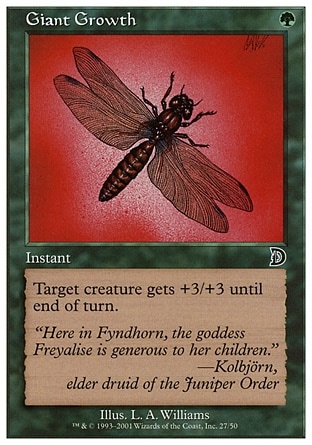 Giant Growth
Instant
Target creature gets +3/+3 until
end of turn.
“Here in Fyndhorn, the goddess
Freyalise is generous to her children.”
—Kolbjörn,
elder druid of the Juniper Order
Illus. L. A. Williams
™ & © 1993–2001 Wizards of the Coast, Inc. 27/50